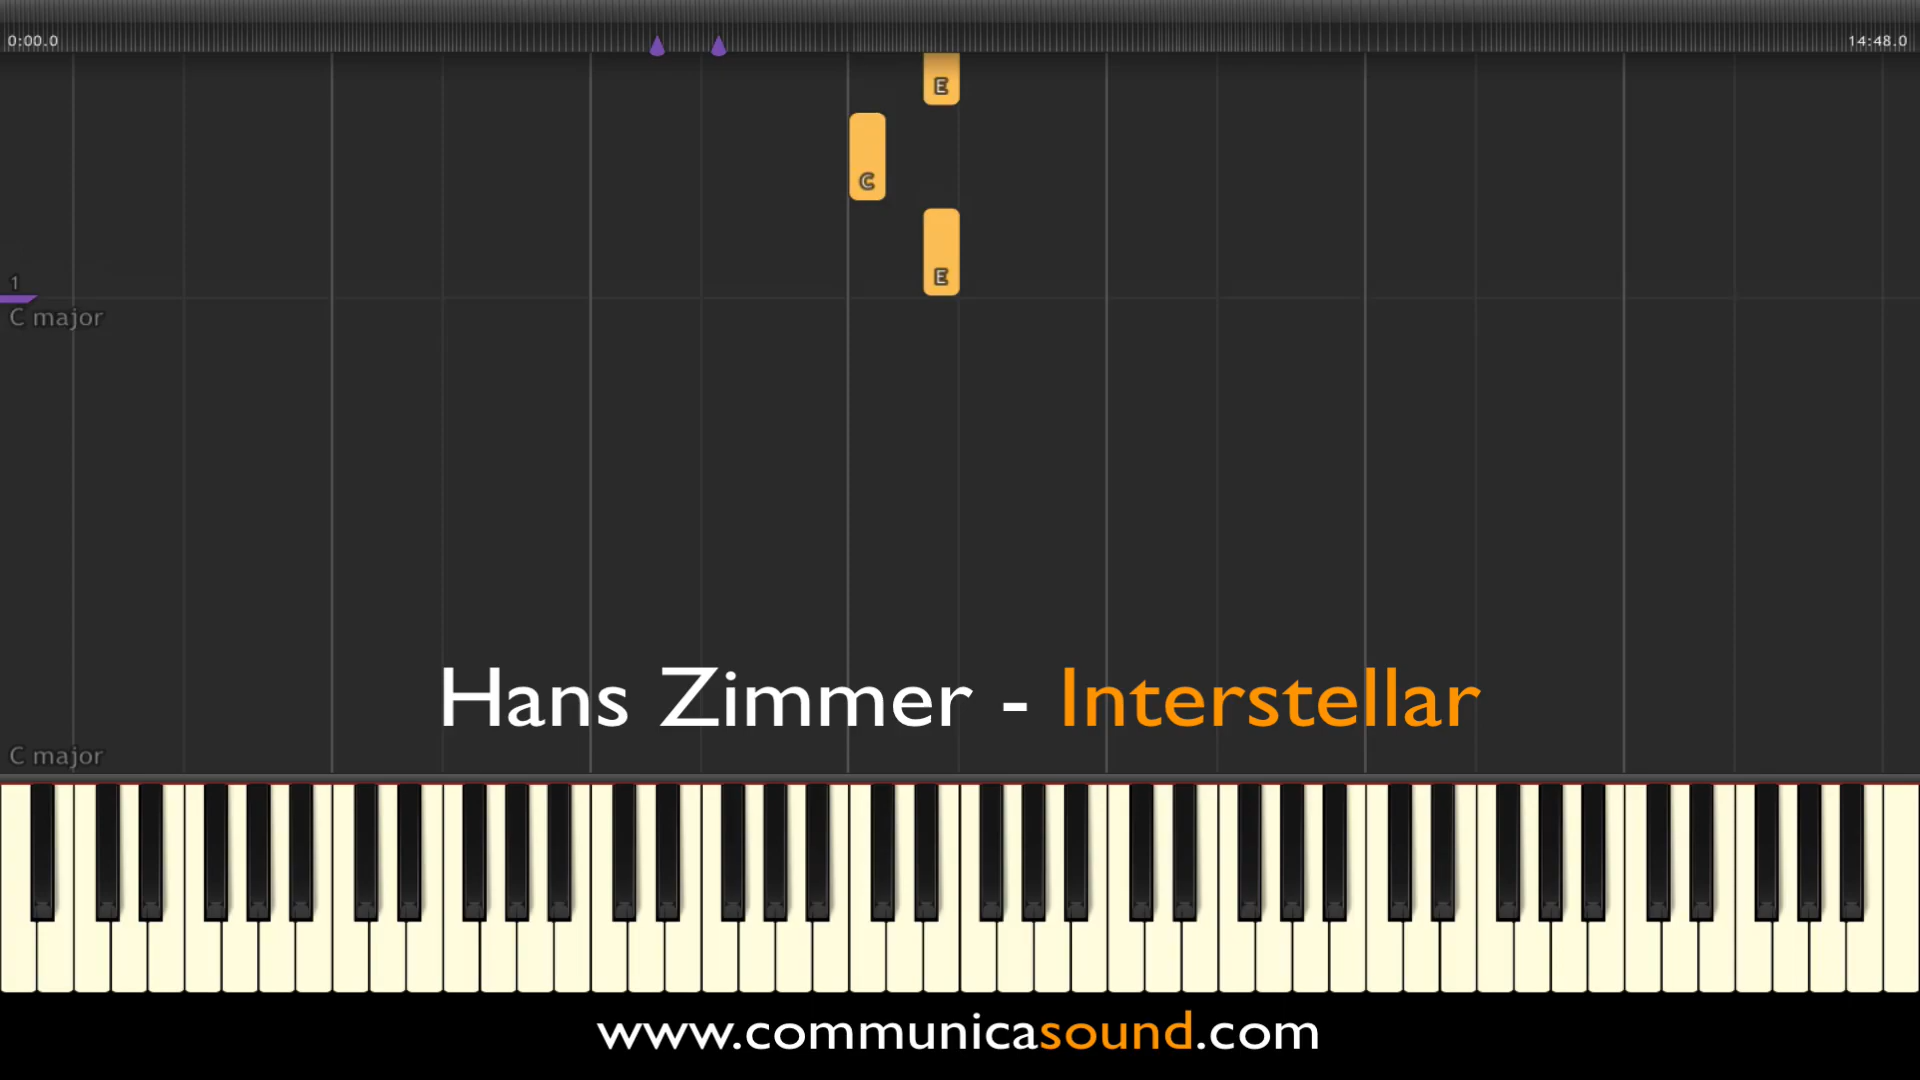 0:00.0 14:48.0
E
C
E
1
C major
Hans Zimmer - Interstellar
C major
www.communicasound.com